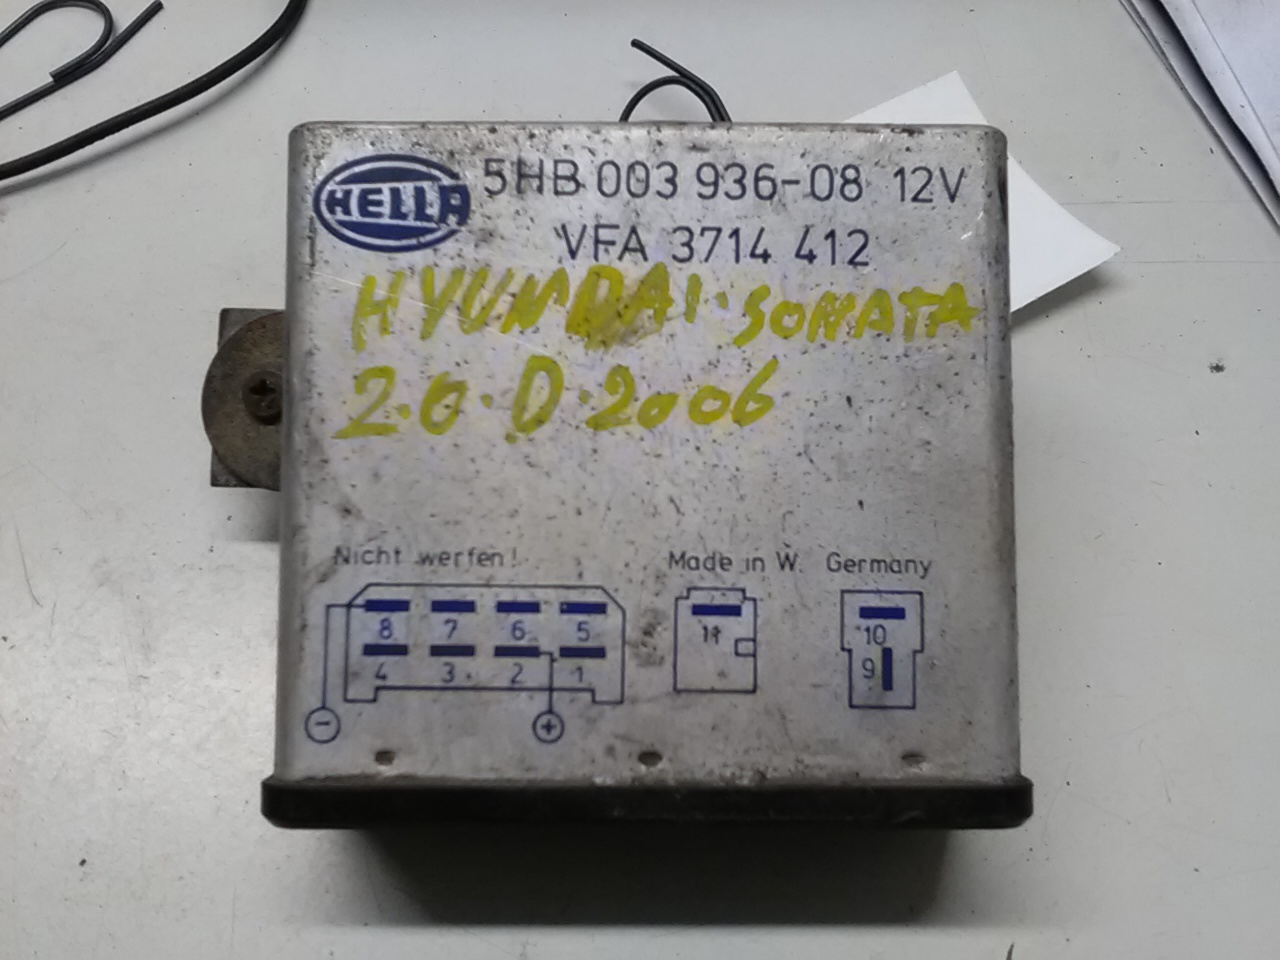 HELLA 5HB 003 936-08 12V
VFA 3714 412
HYUNDAI. SONATA
2.0. D. 2006
Nicht werfen! Made in W. Germany
8 7 6 5 11 10
4 3 2 1 9
- +